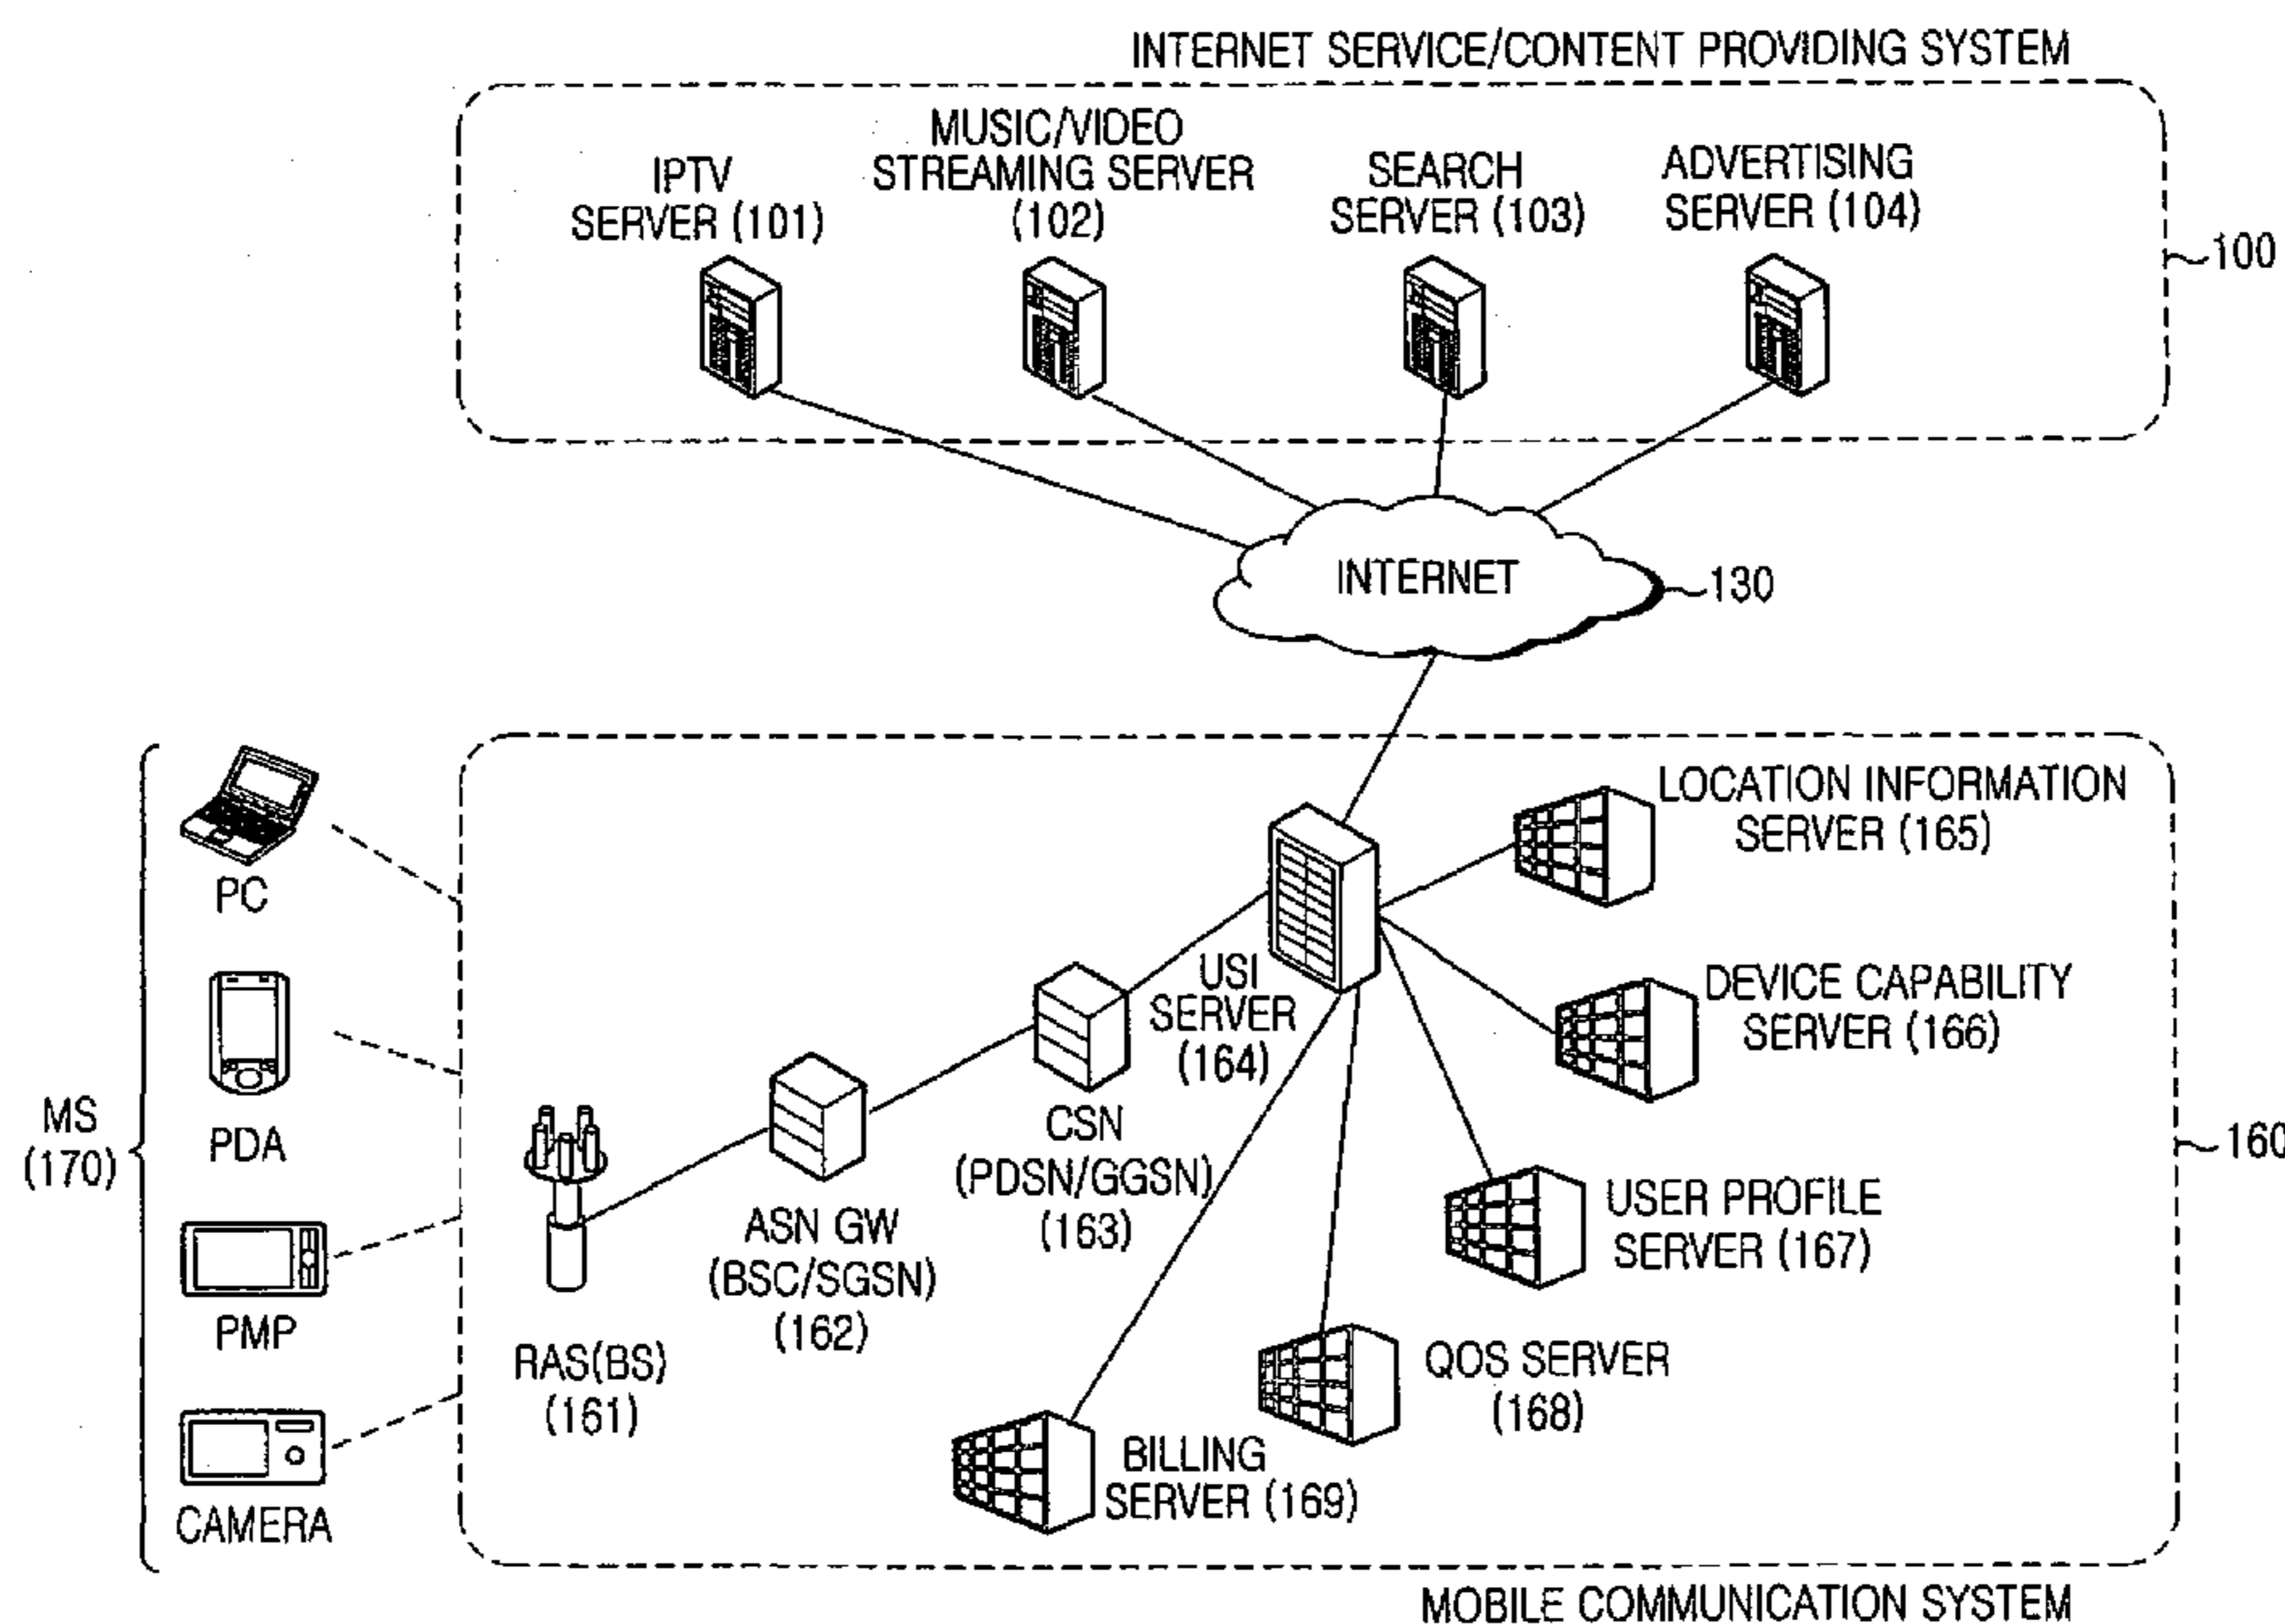 INTERNET SERVICE/CONTENT PROVIDING SYSTEM
IPTV
SERVER (101)
MUSIC/VIDEO
STREAMING SERVER
(102)
SEARCH
SERVER (103)
ADVERTISING
SERVER (104)
100
INTERNET
130
MS
(170)
PC
PDA
PMP
CAMERA
RAS(BS)
(161)
ASN GW
(BSC/SGSN)
(162)
CSN
(PDSN/GGSN)
(163)
USI
SERVER
(164)
LOCATION INFORMATION
SERVER (165)
DEVICE CAPABILITY
SERVER (166)
USER PROFILE
SERVER (167)
QOS SERVER
(168)
BILLING
SERVER (169)
160
MOBILE COMMUNICATION SYSTEM